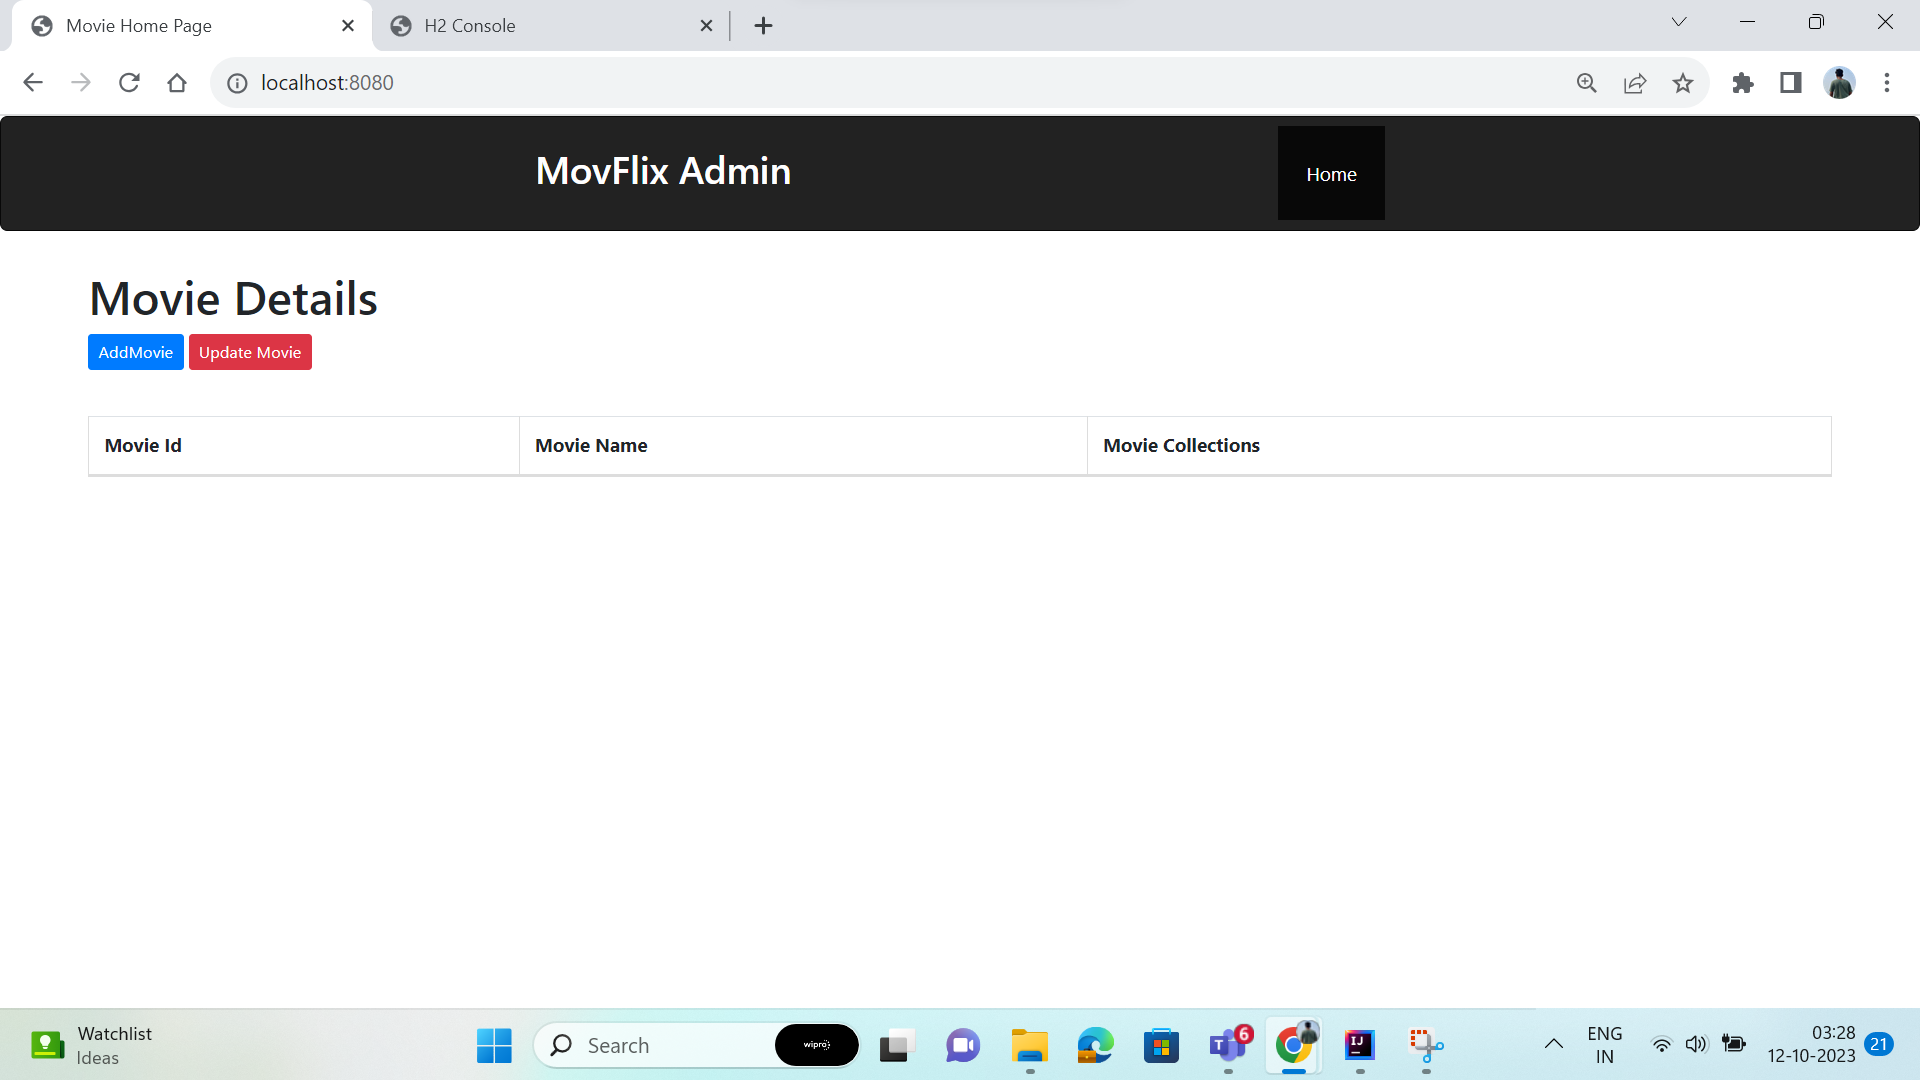 Movie Home Page
H2 Console
localhost:8080
MovFlix Admin
Home
Movie Details
AddMovie
Update Movie
Movie Id
Movie Name
Movie Collections
Watchlist
Ideas
Search
wipro
T
6
IJ
ENG
IN
03:28
12-10-2023
21